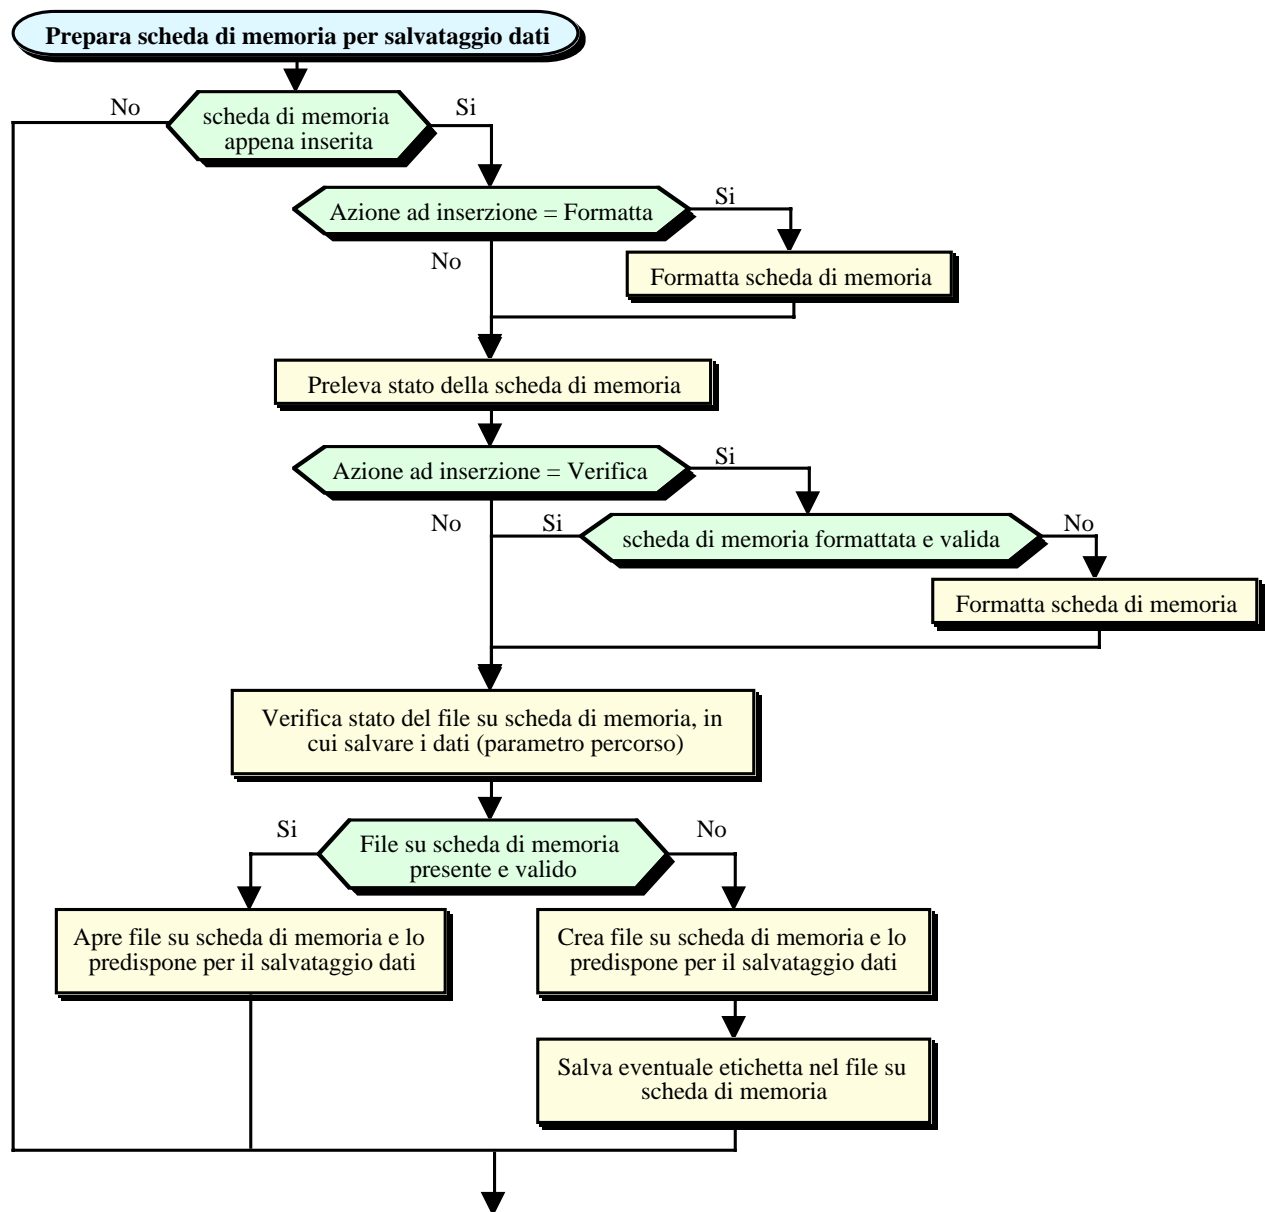 Prepara scheda di memoria per salvataggio dati
No
scheda di memoria
appena inserita
Si
Azione ad inserzione = Formatta
Si
No
Formatta scheda di memoria
Preleva stato della scheda di memoria
Azione ad inserzione = Verifica
Si
No
Si
scheda di memoria formattata e valida
No
Formatta scheda di memoria
Verifica stato del file su scheda di memoria, in
cui salvare i dati (parametro percorso)
Si
File su scheda di memoria
presente e valido
No
Apre file su scheda di memoria e lo
predispone per il salvataggio dati
Crea file su scheda di memoria e lo
predispone per il salvataggio dati
Salva eventuale etichetta nel file su
scheda di memoria